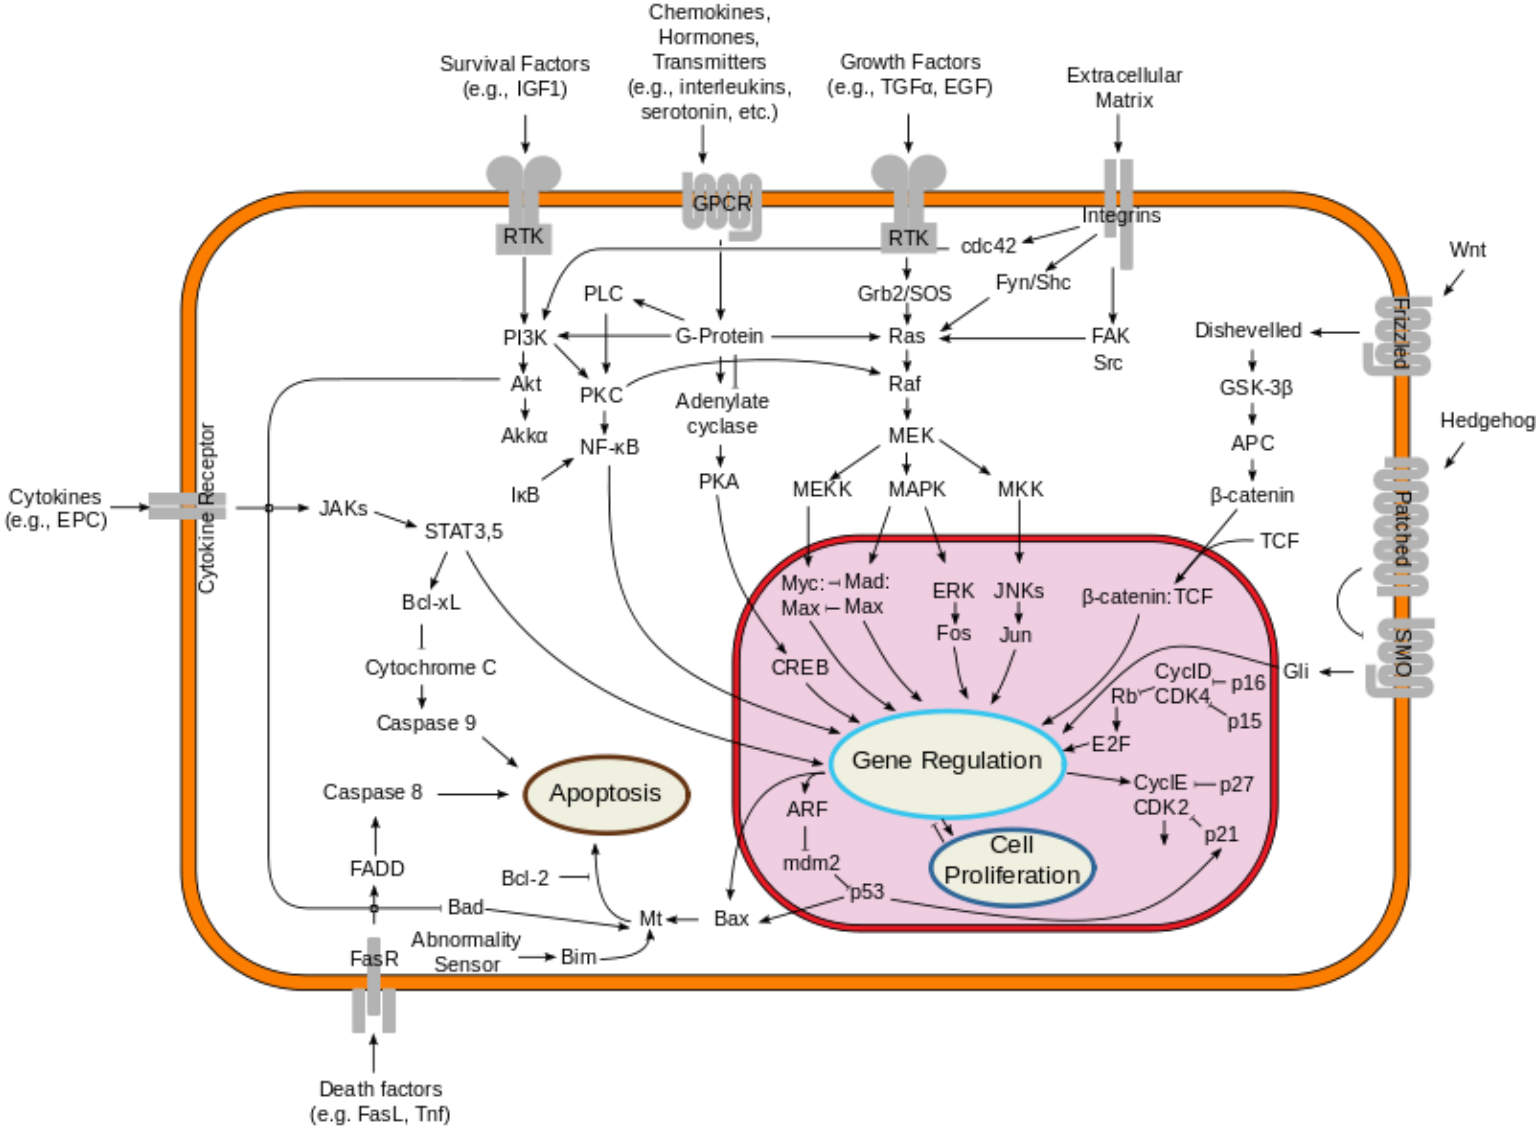 Chemokines,
Hormones,
Transmitters
(e.g., interleukins,
serotonin, etc.)
Survival Factors
(e.g., IGF1)
Growth Factors
(e.g., TGFα, EGF)
Extracellular
Matrix
RTK
GPCR
RTK
Integrins
cdc42
Fyn/Shc
Grb2/SOS
PLC
PI3K
G-Protein
Ras
FAK
Src
Akt
PKC
Raf
Adenylate
cyclase
Akkα
NF-κB
MEK
IκB
PKA
MEKK
MAPK
MKK
Wnt
Frizzled
Dishevelled
GSK-3β
APC
β-catenin
TCF
Hedgehog
Patched
SMO
Gli
Cytokines
(e.g., EPC)
Cytokine Receptor
JAKs
STAT3,5
Bcl-xL
Cytochrome C
Caspase 9
Caspase 8
Apoptosis
FADD
Bcl-2
Bad
Mt
Bax
Abnormality
Sensor
Bim
FasR
Death factors
(e.g. FasL, Tnf)
Myc:
Mad:
Max
Max
ERK
JNKs
β-catenin:TCF
Fos
Jun
CREB
CyclD
p16
Rb
CDK4
p15
E2F
Gene Regulation
CyclE
p27
CDK2
p21
ARF
mdm2
p53
Cell
Proliferation